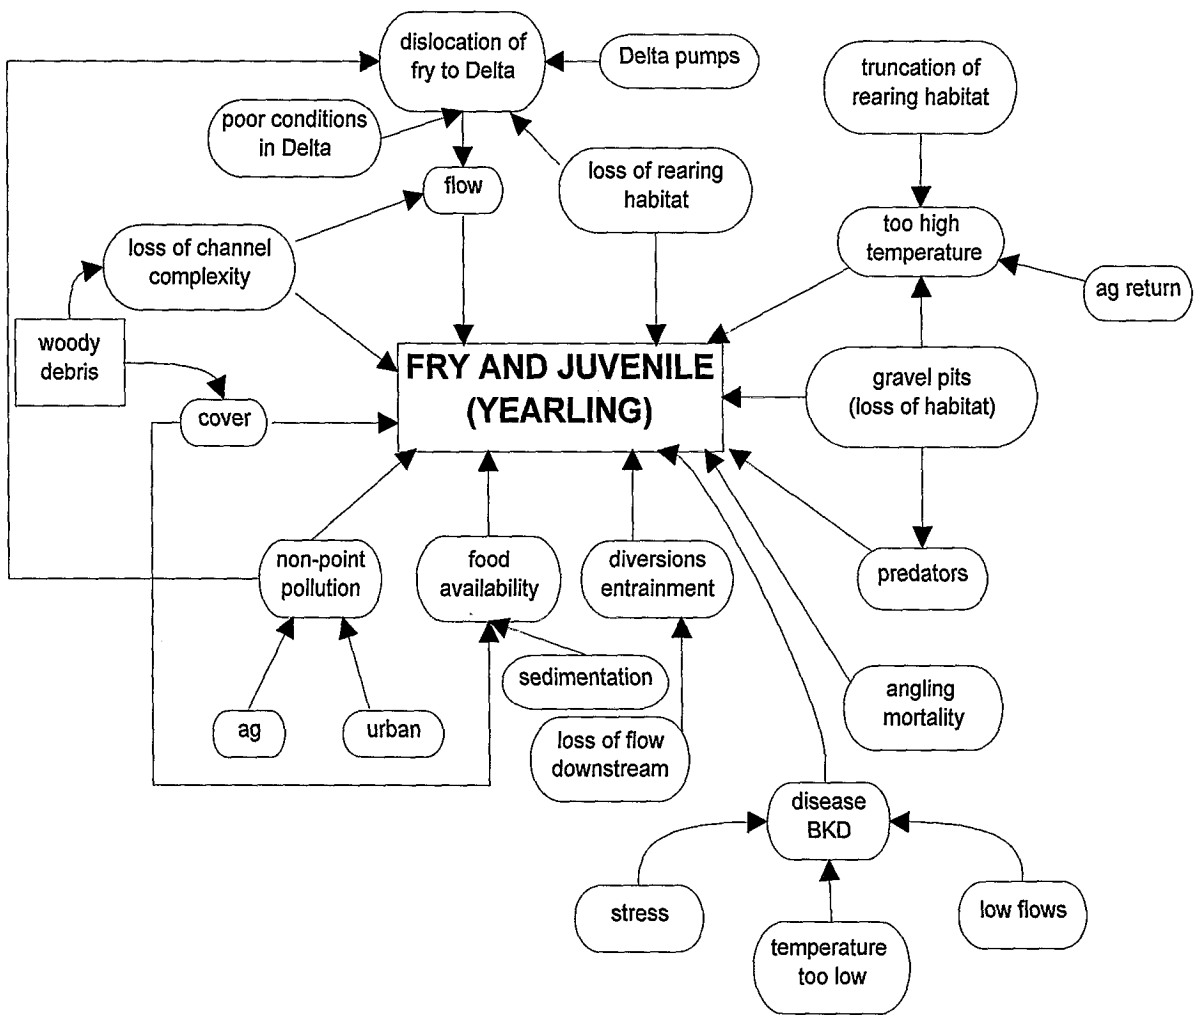 dislocation of
fry to Delta
Delta pumps
truncation of
rearing habitat
poor conditions
in Delta
flow
loss of rearing
habitat
too high
temperature
loss of channel
complexity
ag return
woody
debris
FRY AND JUVENILE
(YEARLING)
gravel pits
(loss of habitat)
cover
non-point
pollution
food
availability
diversions
entrainment
predators
sedimentation
angling
mortality
ag
urban
loss of flow
downstream
disease
BKD
stress
low flows
temperature
too low